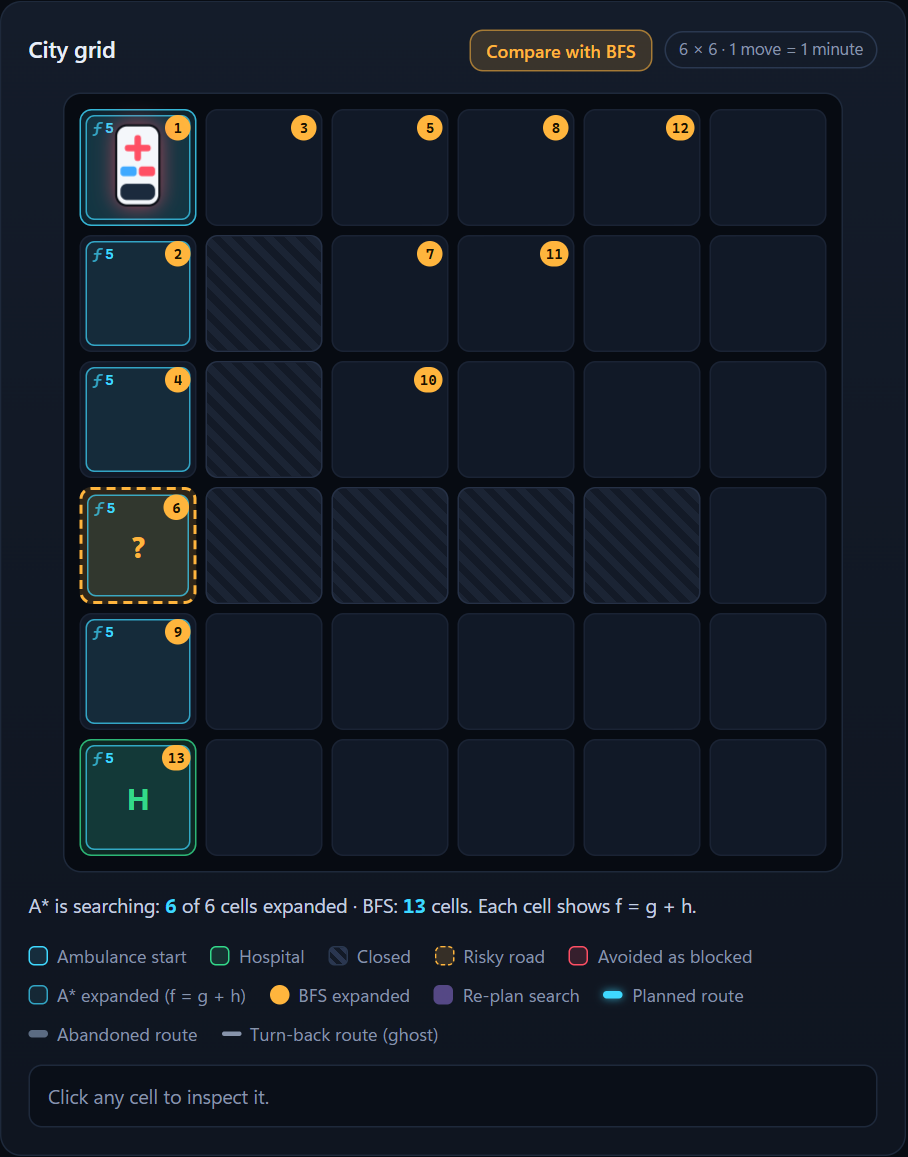 City grid
Compare with BFS
6 × 6 · 1 move = 1 minute
ƒ5 1 3 5 8 12
ƒ5 2 7 11
ƒ5 4 10
ƒ5 6
?
ƒ5 9
ƒ5 13
H
A* is searching: 6 of 6 cells expanded · BFS: 13 cells. Each cell shows f = g + h.
Ambulance start Hospital Closed Risky road Avoided as blocked
A* expanded (f = g + h) BFS expanded Re-plan search Planned route
Abandoned route Turn-back route (ghost)
Click any cell to inspect it.